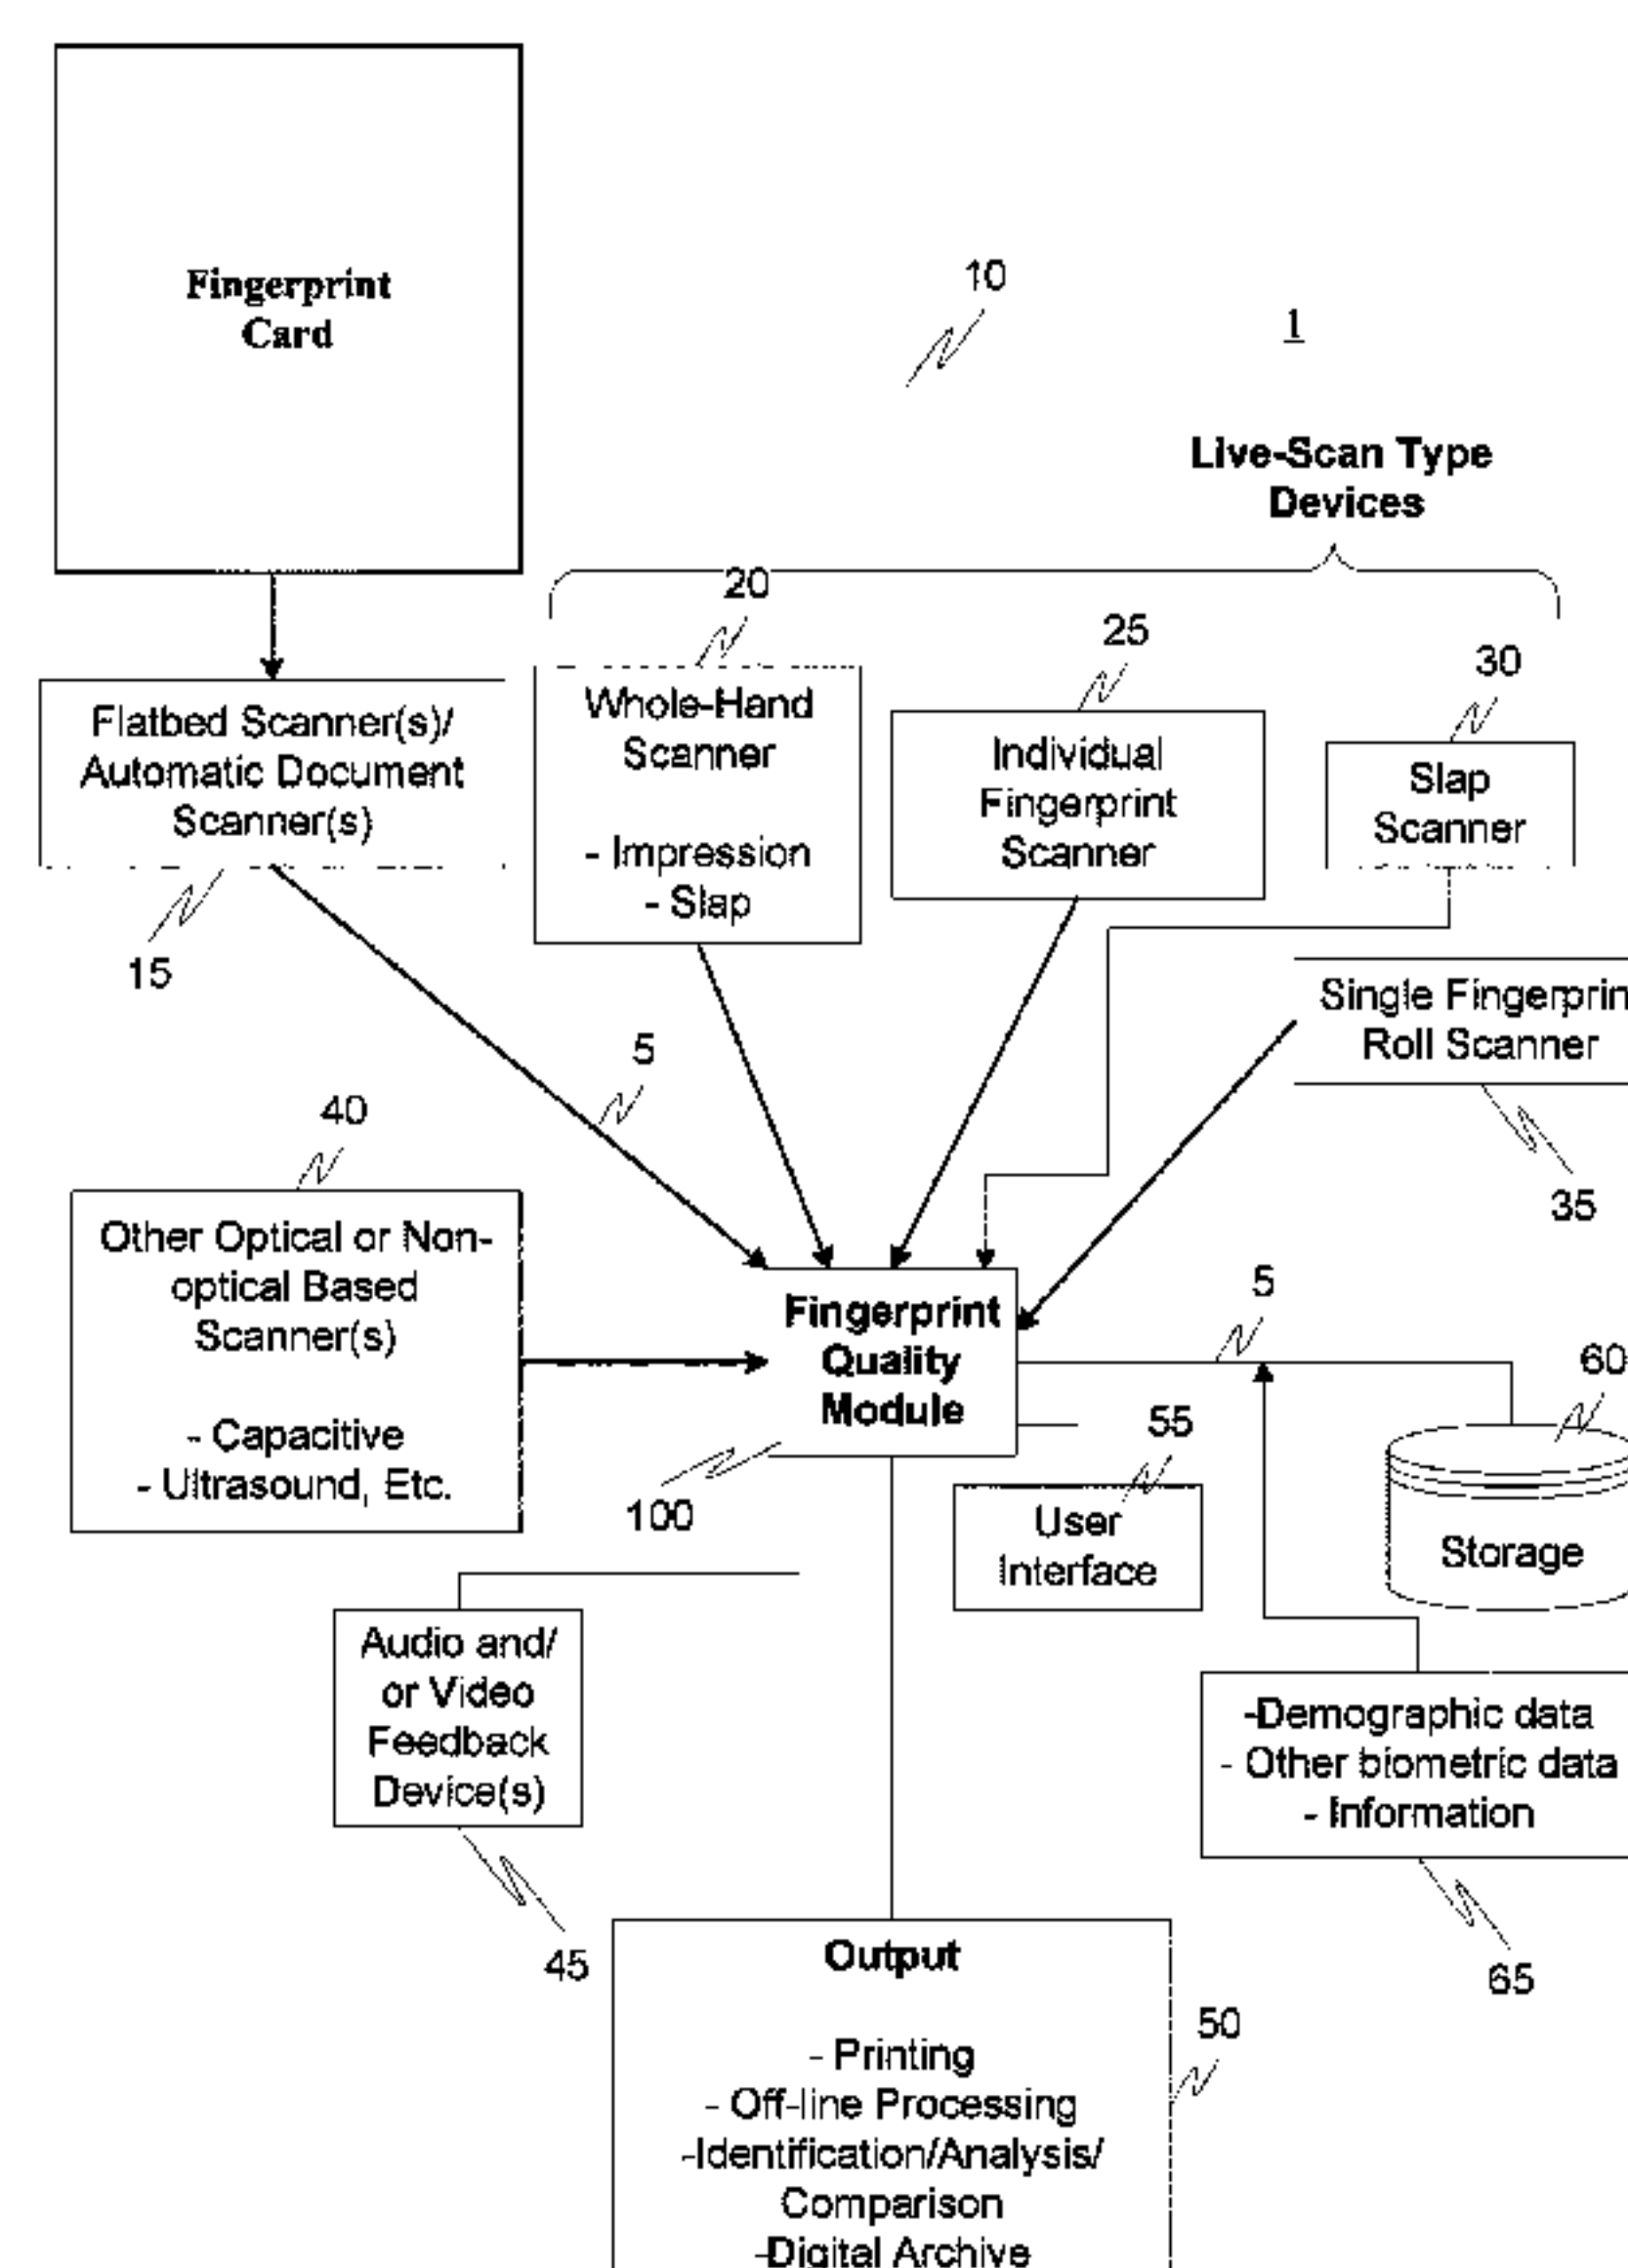 Fingerprint
Card
10
1
Live-Scan Type
Devices
20
25
30
Flatbed Scanner(s)/
Automatic Document
Scanner(s)
Whole-Hand
Scanner
- Impression
- Slap
Individual
Fingerprint
Scanner
Slap
Scanner
15
Single Fingerprin
Roll Scanner
5
40
35
Other Optical or Non-
optical Based
Scanner(s)
- Capacitive
- Ultrasound, Etc.
Fingerprint
Quality
Module
5
60
55
100
User
Interface
Storage
Audio and/
or Video
Feedback
Device(s)
-Demographic data
- Other biometric data
- Information
45
65
Output
- Printing
- Off-line Processing
-Identification/Analysis/
Comparison
-Digital Archive
50